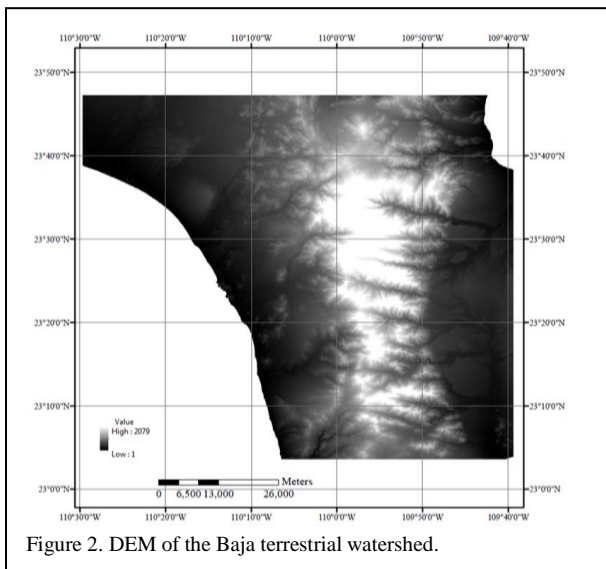 110°30'0"W 110°20'0"W 110°10'0"W 110°0'0"W 109°50'0"W 109°40'0"W
23°50'0"N 23°50'0"N
23°40'0"N 23°40'0"N
23°30'0"N 23°30'0"N
23°20'0"N 23°20'0"N
23°10'0"N 23°10'0"N
Value
High : 2079
Low : 1
Meters
0 6,500 13,000 26,000
23°0'0"N 23°0'0"N
110°30'0"W 110°20'0"W 110°10'0"W 110°0'0"W 109°50'0"W 109°40'0"W
Figure 2. DEM of the Baja terrestrial watershed.